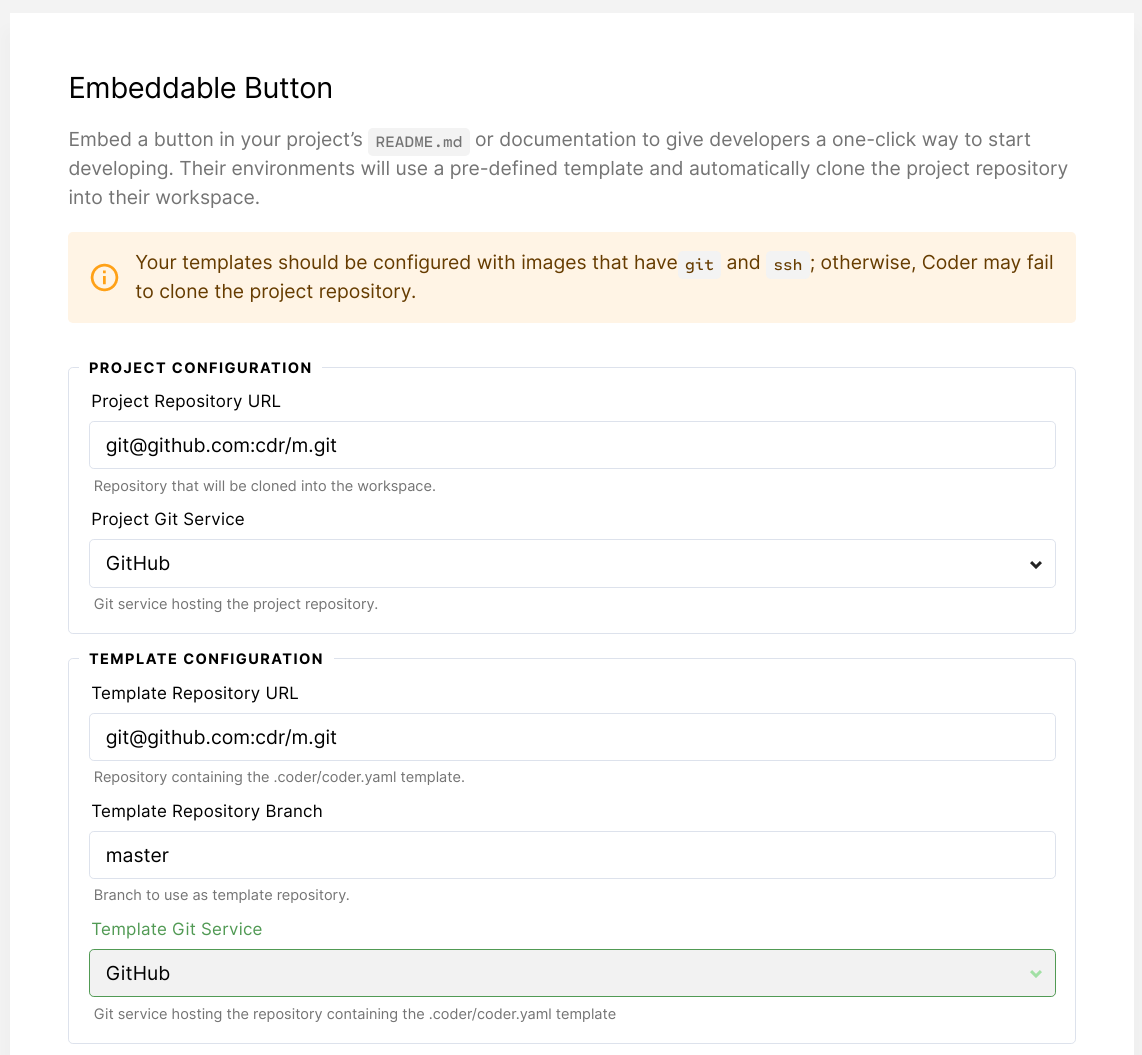 Embeddable Button
Embed a button in your project’s README.md or documentation to give developers a one-click way to start
developing. Their environments will use a pre-defined template and automatically clone the project repository
into their workspace.
Your templates should be configured with images that have git and ssh; otherwise, Coder may fail
to clone the project repository.
PROJECT CONFIGURATION
Project Repository URL
git@github.com:cdr/m.git
Repository that will be cloned into the workspace.
Project Git Service
GitHub
Git service hosting the project repository.
TEMPLATE CONFIGURATION
Template Repository URL
git@github.com:cdr/m.git
Repository containing the .coder/coder.yaml template.
Template Repository Branch
master
Branch to use as template repository.
Template Git Service
GitHub
Git service hosting the repository containing the .coder/coder.yaml template